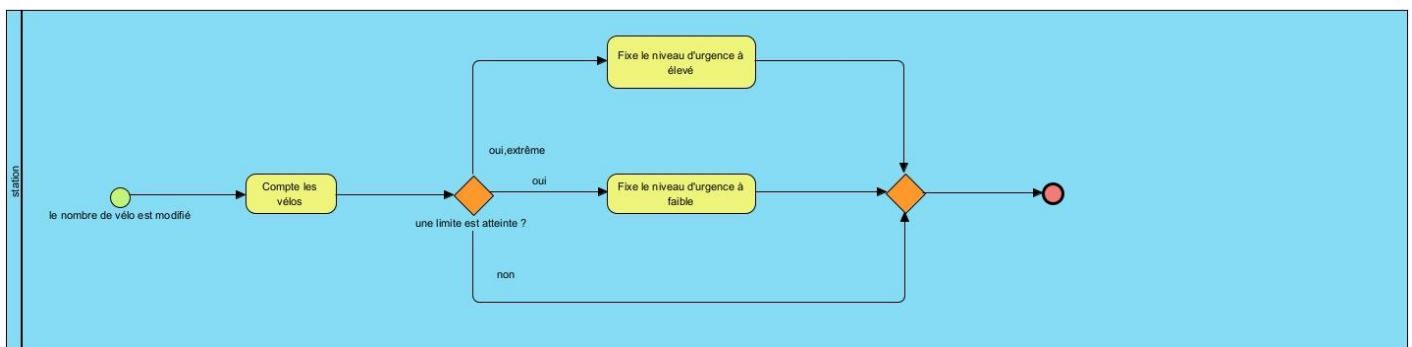 station
le nombre de vélo est modifié
Compte les
vélos
une limite est atteinte ?
oui,extrême
Fixe le niveau d'urgence à
élevé
oui
Fixe le niveau d'urgence à
faible
non